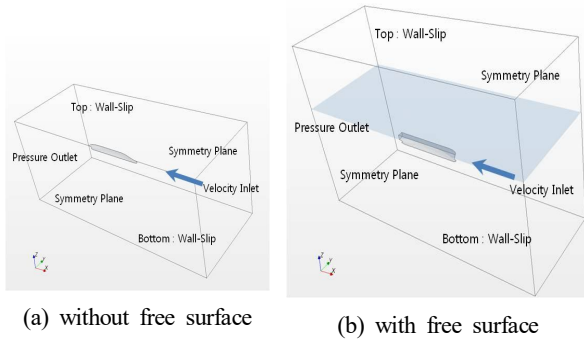 Top : Wall-Slip
Symmetry Plane
Pressure Outlet
Velocity Inlet
Symmetry Plane
Bottom : Wall-Slip
(a) without free surface
Top : Wall-Slip
Symmetry Plane
Pressure Outlet
Symmetry Plane
Velocity Inlet
Bottom : Wall-Slip
(b) with free surface